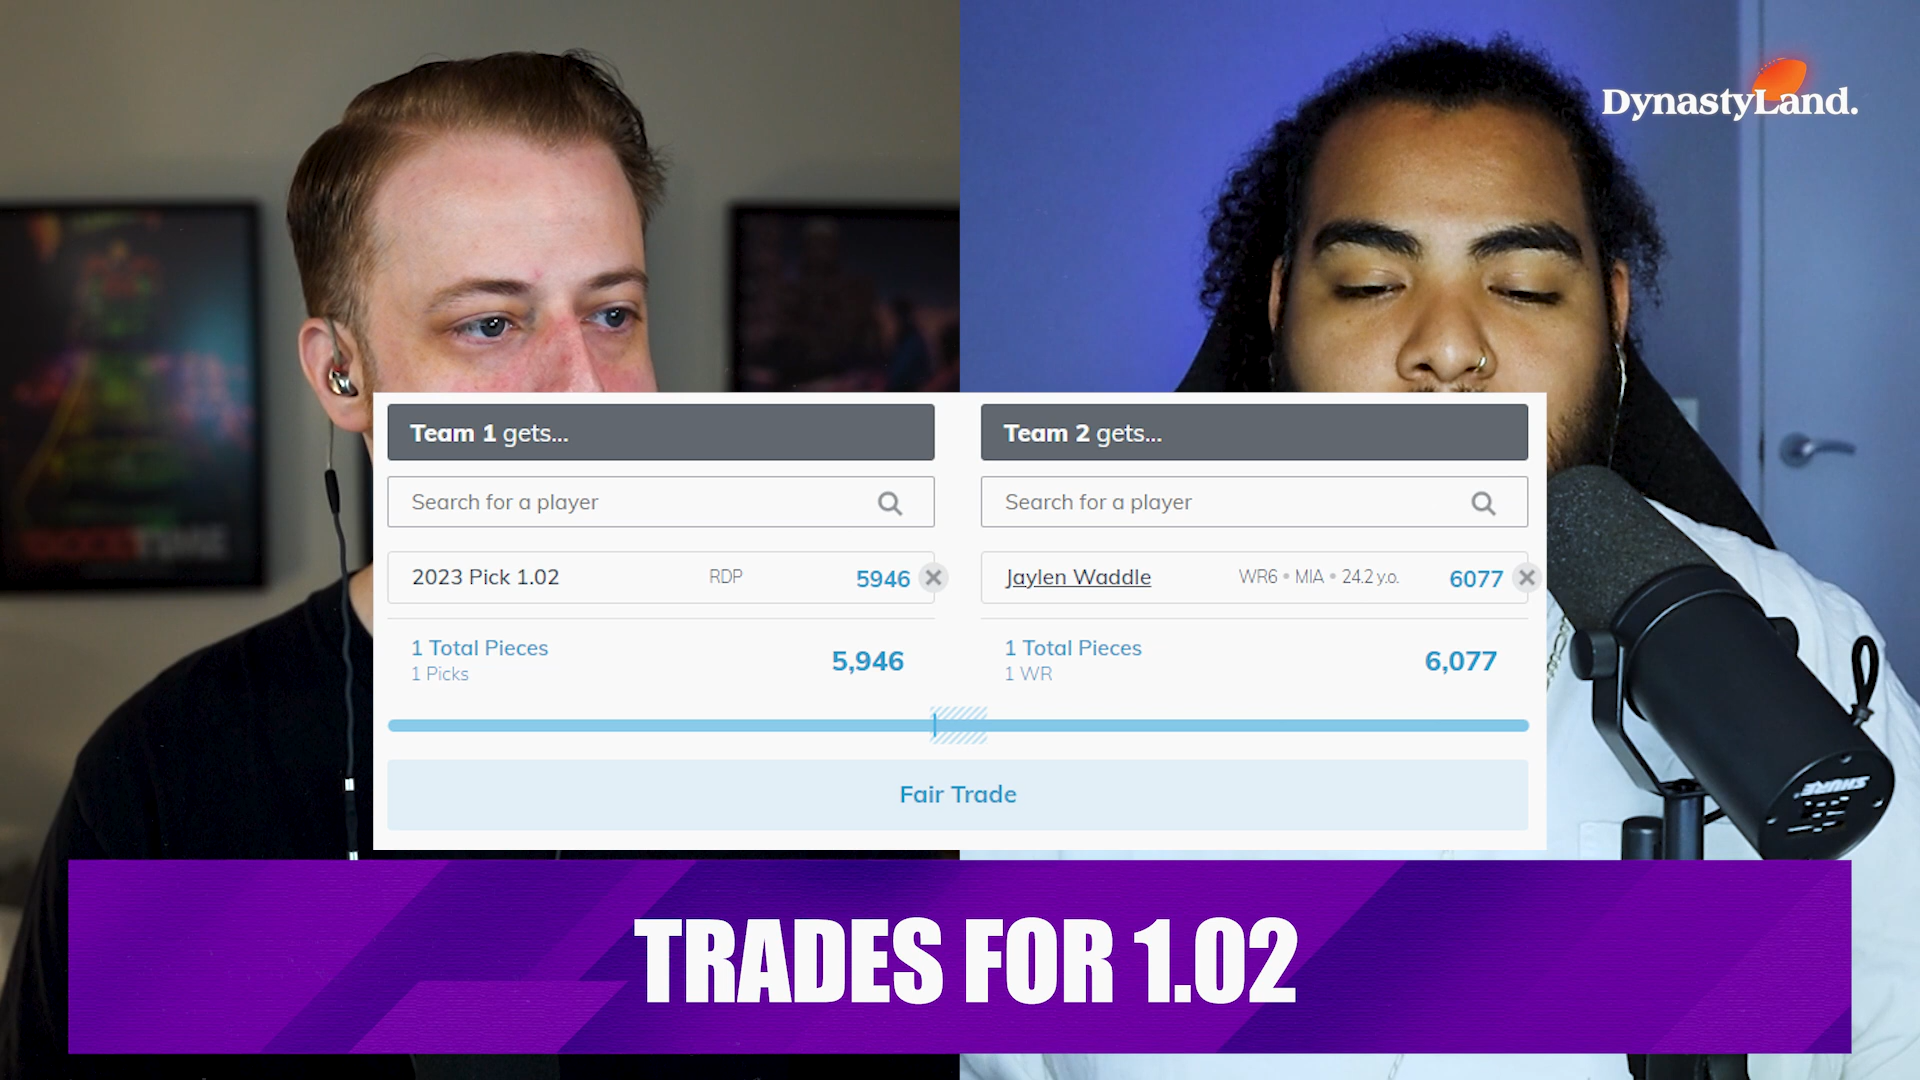 DynastyLand.
Team 1 gets...
Team 2 gets...
Search for a player
Search for a player
2023 Pick 1.02 RDP 5946
Jaylen Waddle WR6 • MIA • 24.2 y.o. 6077
1 Total Pieces
1 Picks
5,946
1 Total Pieces
1 WR
6,077
Fair Trade
SHURE
TRADES FOR 1.02